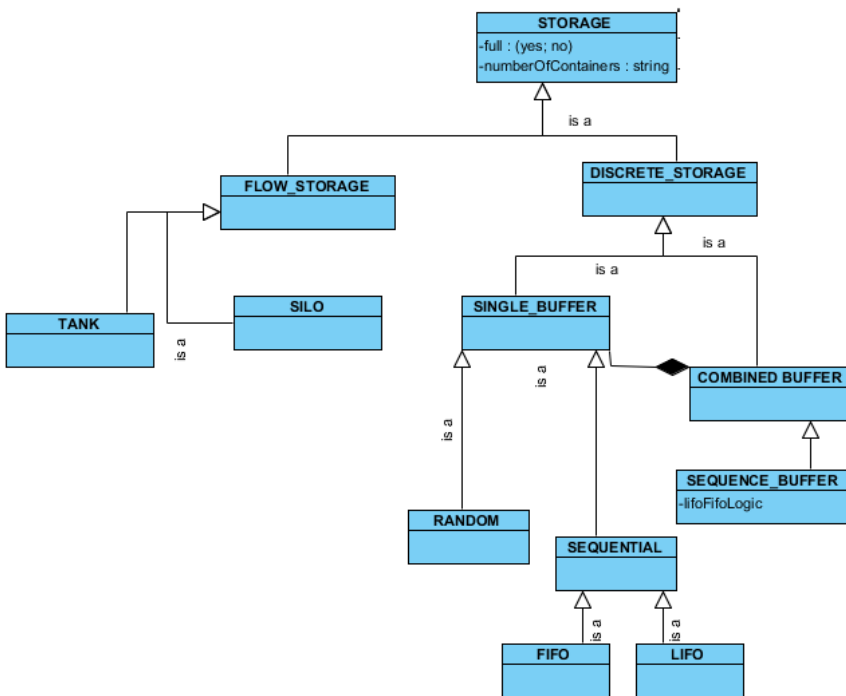 STORAGE
-full : (yes; no)
-numberOfContainers : string
is a
FLOW_STORAGE
DISCRETE_STORAGE
is a
is a
TANK
SILO
is a
SINGLE_BUFFER
is a
COMBINED BUFFER
is a
SEQUENCE_BUFFER
-lifoFifoLogic
RANDOM
SEQUENTIAL
is a
is a
FIFO
LIFO